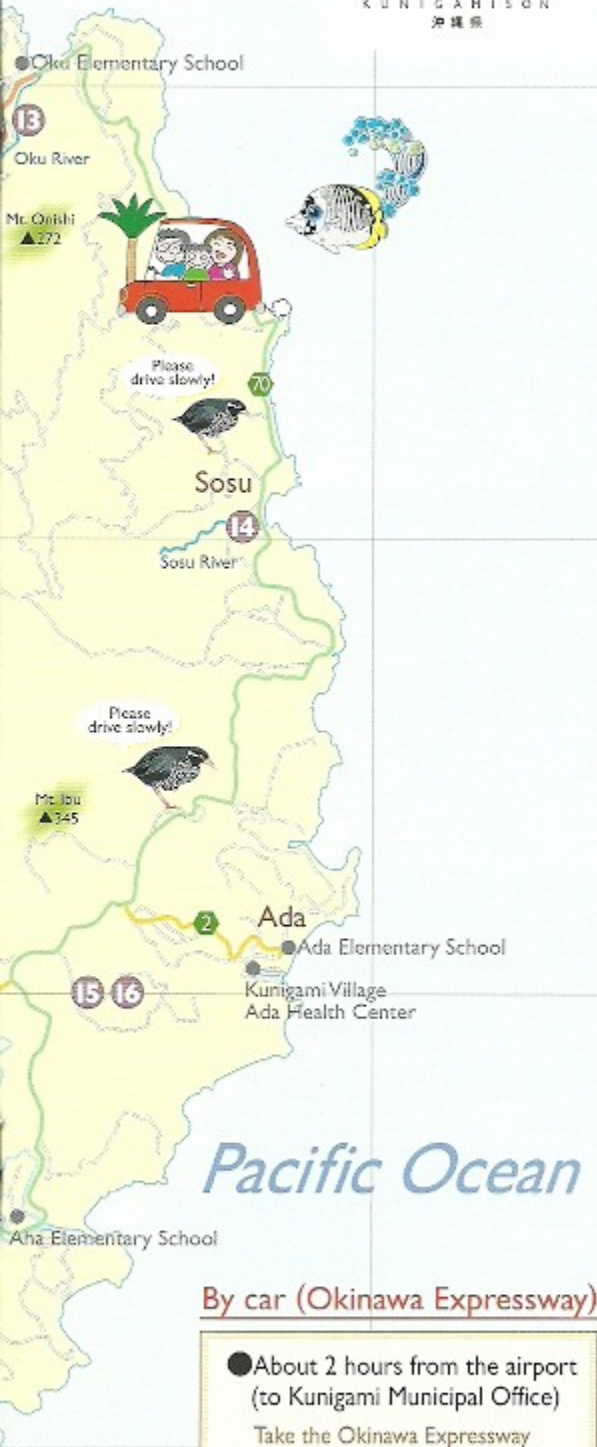 KUNIGAMISON
沖縄県
Oku Elementary School
13
Oku River
Mt. Onishi
▲272
Please
drive slowly!
70
Sosu
14
Sosu River
Please
drive slowly!
Mt. Ibu
▲345
2
Ada
Ada Elementary School
15 16
Kunigami Village
Ada Health Center
Pacific Ocean
Aha Elementary School
By car (Okinawa Expressway)
●About 2 hours from the airport
(to Kunigami Municipal Office)
Take the Okinawa Expressway